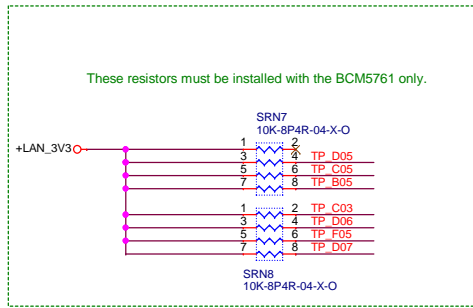 These resistors must be installed with the BCM5761 only.
SRN7
10K-8P4R-04-X-O
+LAN_3V3
1 2
3 4 TP_D05
5 6 TP_C05
7 8 TP_B05
1 2 TP_C03
3 4 TP_D06
5 6 TP_F05
7 8 TP_D07
SRN8
10K-8P4R-04-X-O